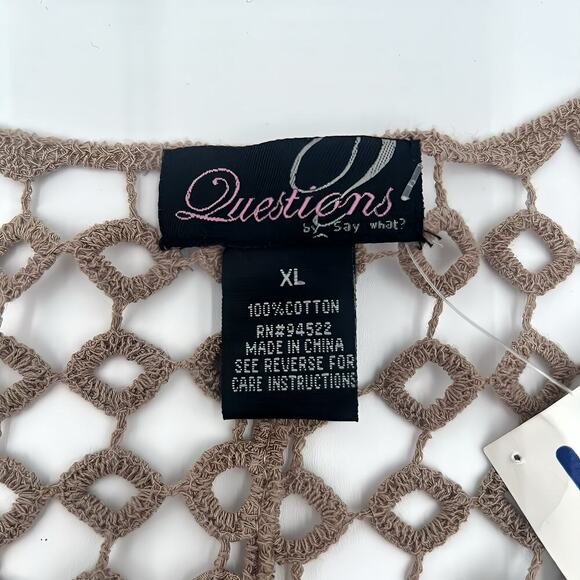 Questions
by Say what?
XL
100%COTTON
RN#94522
MADE IN CHINA
SEE REVERSE FOR
CARE INSTRUCTIONS